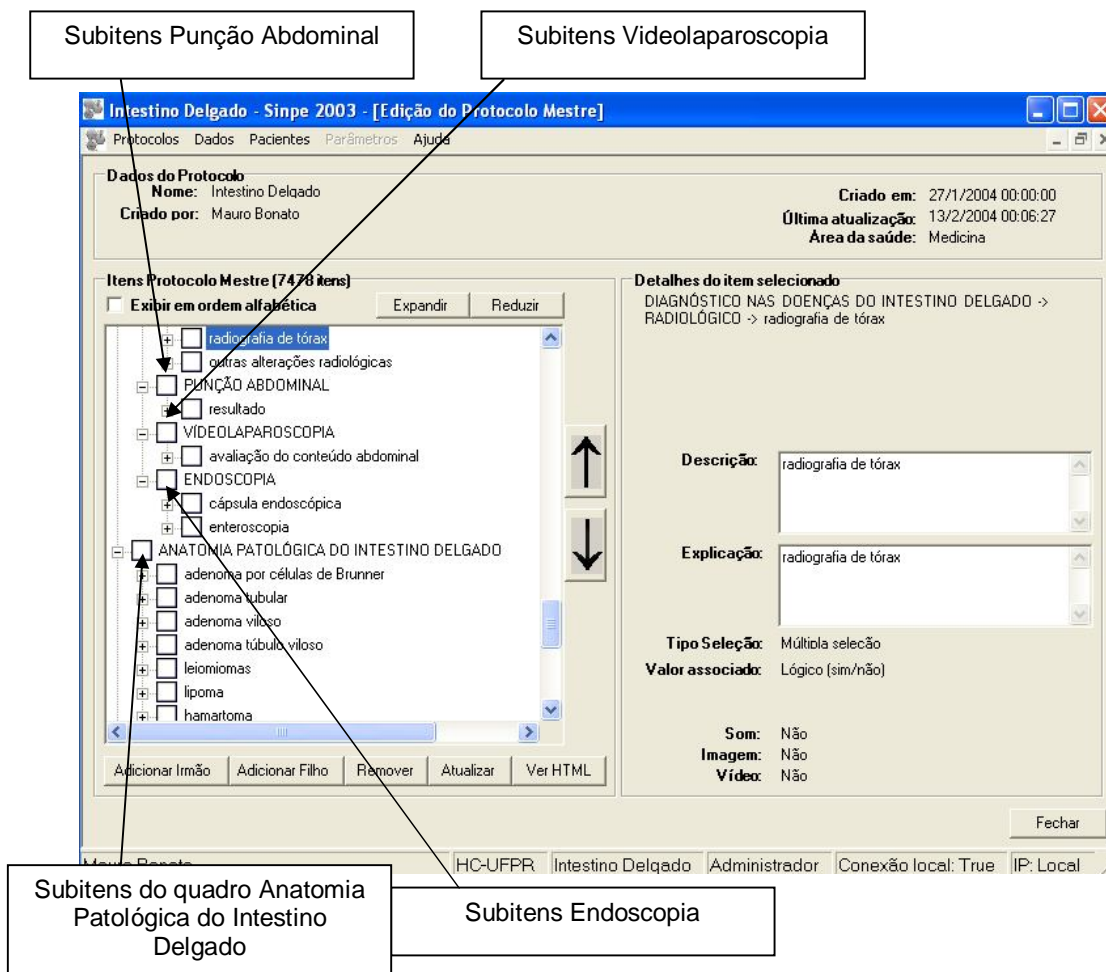 Subitens Punção Abdominal
Subitens Videolaparoscopia
Intestino Delgado - Sinpe 2003 - [Edição do Protocolo Mestre]
Protocolos Dados Pacientes Parâmetros Ajuda
Dados do Protocolo
Nome: Intestino Delgado
Criado por: Mauro Bonato
Criado em: 27/1/2004 00:00:00
Última atualização: 13/2/2004 00:06:27
Área da saúde: Medicina
Itens Protocolo Mestre (7478 itens)
Exibir em ordem alfabética
Expandir
Reduzir
radiografia de tórax
outras alterações radiológicas
PUNÇÃO ABDOMINAL
resultado
VÍDEOLAPAROSCOPIA
avaliação do conteúdo abdominal
ENDOSCOPIA
cápsula endoscópica
enteroscopia
ANATOMIA PATOLÓGICA DO INTESTINO DELGADO
adenoma por células de Brunner
adenoma tubular
adenoma viloso
adenoma túbulo viloso
leiomiomas
lipoma
hamartoma
Adicionar Irmão
Adicionar Filho
Remover
Atualizar
Ver HTML
Detalhes do item selecionado
DIAGNÓSTICO NAS DOENÇAS DO INTESTINO DELGADO ->
RADIOLÓGICO -> radiografia de tórax
Descrição: radiografia de tórax
Explicação: radiografia de tórax
Tipo Seleção: Múltipla selecão
Valor associado: Lógico (sim/não)
Som: Não
Imagem: Não
Vídeo: Não
Fechar
HC-UFPR Intestino Delgado Administrador Conexão local: True IP: Local
Subitens do quadro Anatomia
Patológica do Intestino
Delgado
Subitens Endoscopia